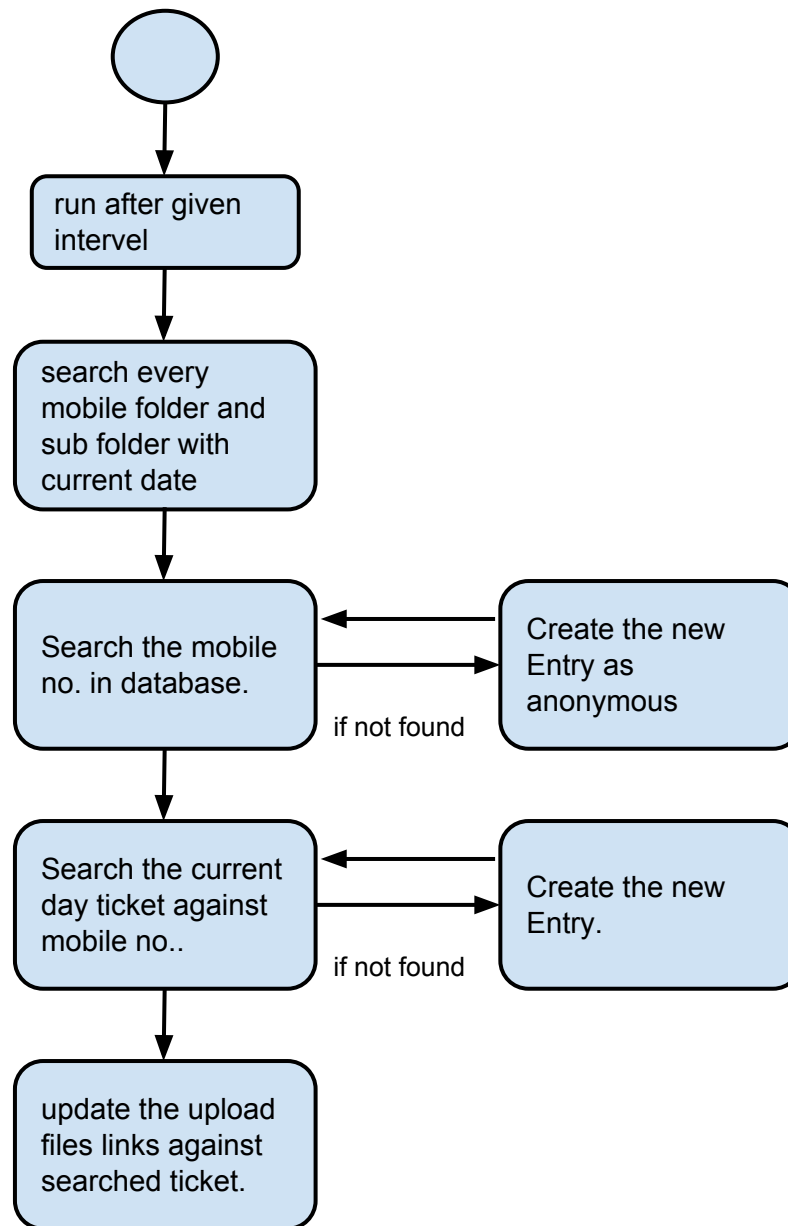 run after given
intervel
search every
mobile folder and
sub folder with
current date
Search the mobile
no. in database.
if not found
Create the new
Entry as
anonymous
Search the current
day ticket against
mobile no..
if not found
Create the new
Entry.
update the upload
files links against
searched ticket.